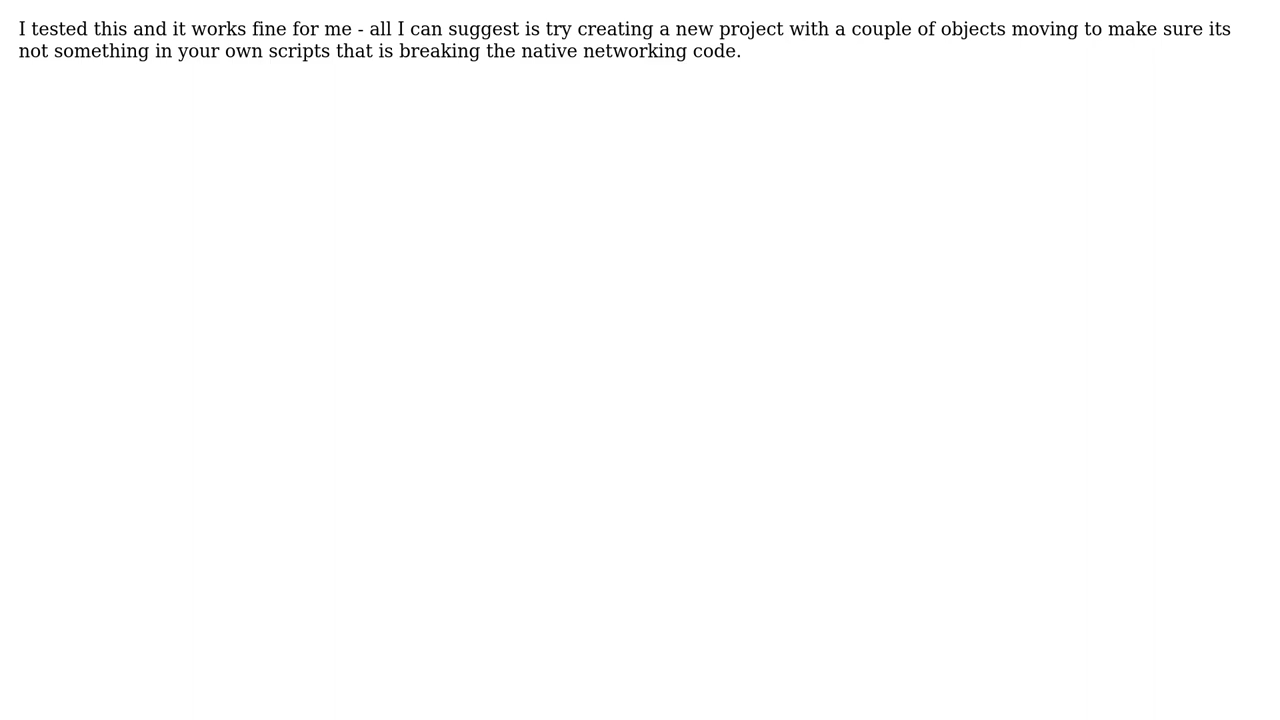 I tested this and it works fine for me - all I can suggest is try creating a new project with a couple of objects moving to make sure its
not something in your own scripts that is breaking the native networking code.